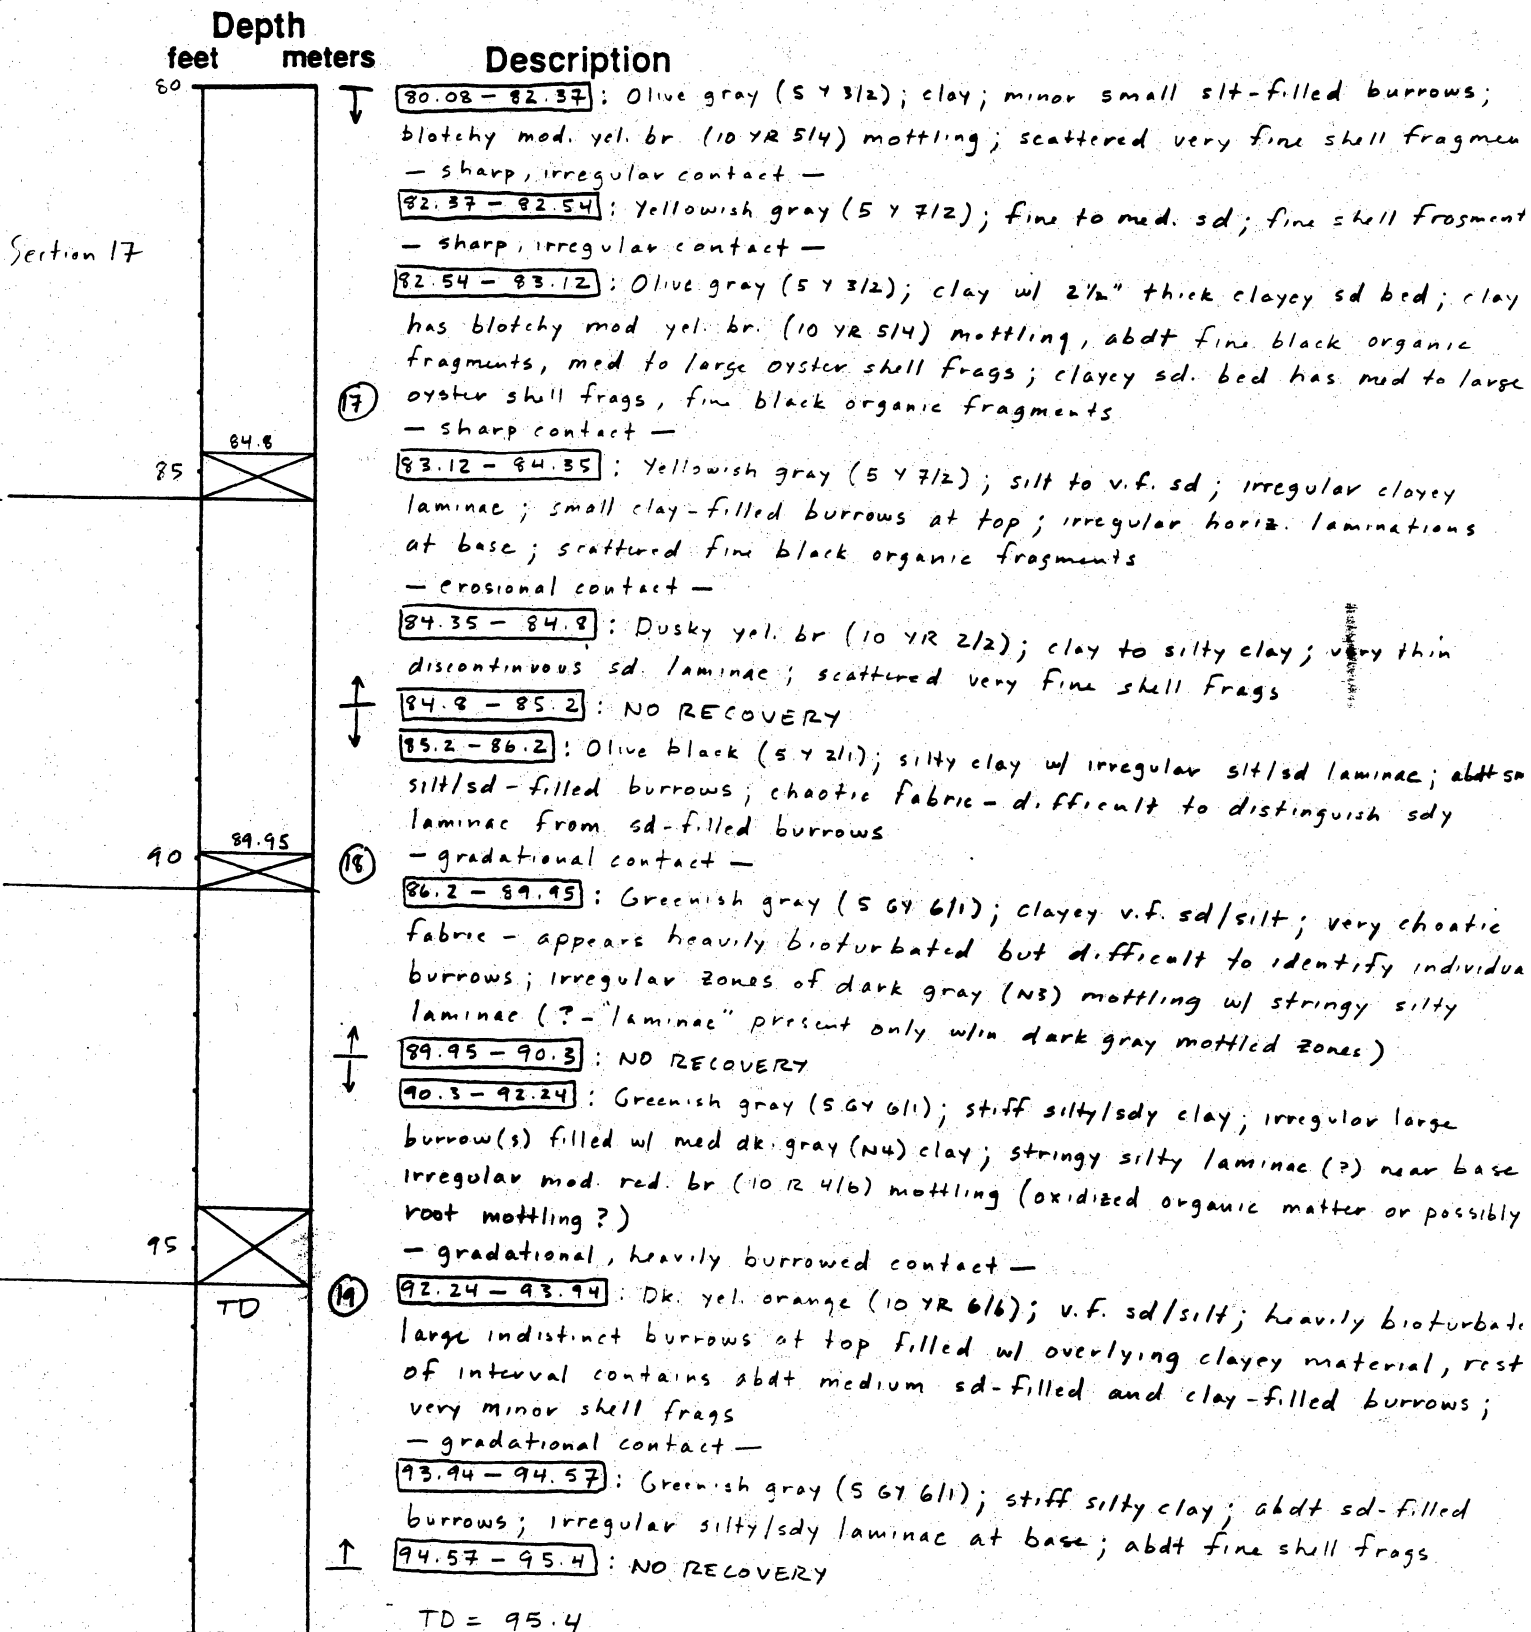 Depth
feet meters Description
80
80.08 - 82.37 : Olive gray (5 Y 3/2); clay; minor small slt-filled burrows;
blotchy mod. yel. br (10 YR 5/4) mottling; scattered very fine shell fragmen
- sharp, irregular contact -
82.37 - 82.54 : Yellowish gray (5 Y 7/2); fine to med. sd; fine shell fragment
Section 17
- sharp, irregular contact -
82.54 - 83.12 : Olive gray (5 Y 3/2); clay w/ 2 1/2" thick clayey sd bed; clay
has blotchy mod yel. br. (10 YR 5/4) mottling, abdt fine black organic
fragments, med to large oyster shell frags; clayey sd. bed has med to large
17 oyster shell frags, fine black organic fragments
- sharp contact -
84.8
85
83.12 - 84.35 : Yellowish gray (5 Y 7/2); silt to v.f. sd; irregular clayey
laminae; small clay-filled burrows at top; irregular horiz. laminations
at base; scattered fine black organic fragments
- erosional contact -
84.35 - 84.8 : Dusky yel. br (10 YR 2/2); clay to silty clay; very thin
discontinuous sd. laminae; scattered very fine shell frags
84.8 - 85.2 : NO RECOVERY
85.2 - 86.2 : Olive black (5 Y 2/1); silty clay w/ irregular slt/sd laminae; abdt sm
silt/sd-filled burrows; chaotic fabric - difficult to distinguish sdy
laminae from sd-filled burrows
89.95
90
18 - gradational contact -
86.2 - 89.95 : Greenish gray (5 GY 6/1); clayey v.f. sd/silt; very choatic
fabric - appears heavily bioturbated but difficult to identify individua
burrows; irregular zones of dark gray (N3) mottling w/ stringy silty
laminae (?-"laminae" present only w/in dark gray mottled zones)
89.95 - 90.3 : NO RECOVERY
90.3 - 92.24 : Greenish gray (5 GY 6/1); stiff silty/sdy clay; irregular large
burrow(s) filled w/ med dk. gray (N4) clay; stringy silty laminae (?) near base
irregular mod. red. br (10 R 4/6) mottling (oxidized organic matter or possibly
root mottling?)
95
- gradational, heavily burrowed contact -
TD
19
92.24 - 93.94 : Dk. yel. orange (10 YR 6/6); v.f. sd/silt; heavily bioturbate
large indistinct burrows at top filled w/ overlying clayey material, rest
of interval contains abdt medium sd-filled and clay-filled burrows;
very minor shell frags
- gradational contact -
93.94 - 94.57 : Greenish gray (5 GY 6/1); stiff silty clay; abdt sd-filled
burrows; irregular silty/sdy laminae at base; abdt fine shell frags
94.57 - 95.4 : NO RECOVERY
TD = 95.4